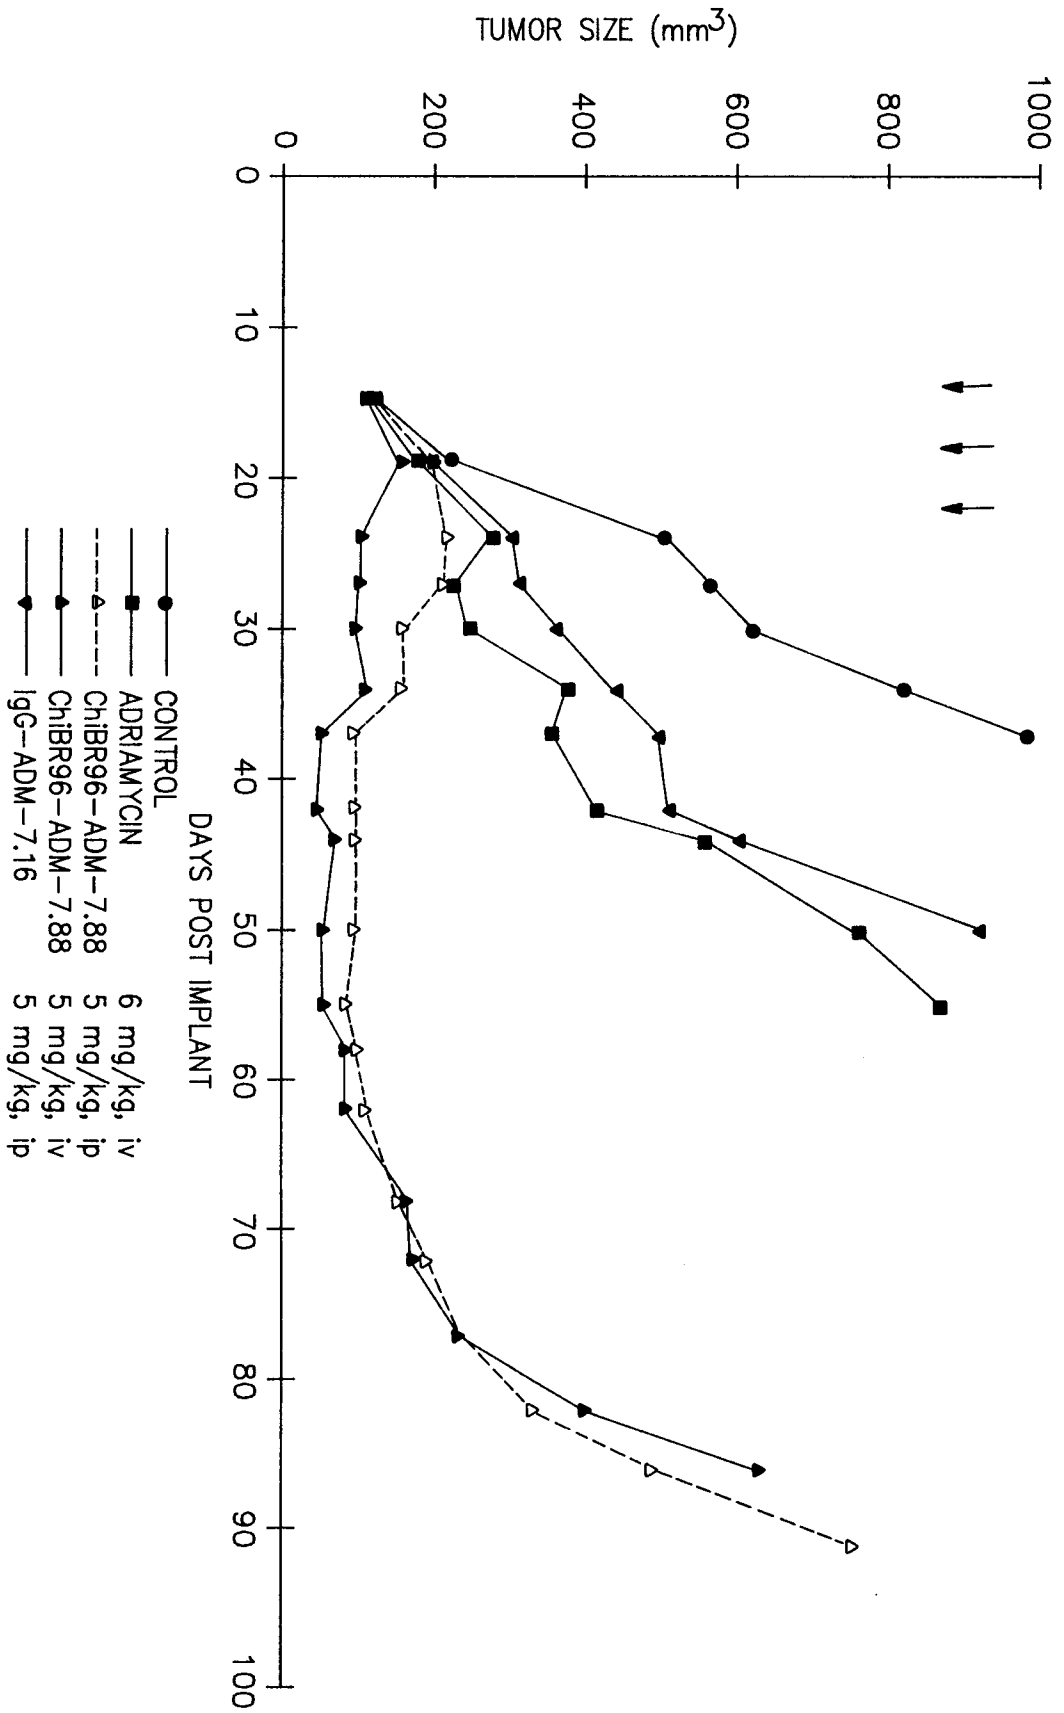 TUMOR SIZE (mm3)
1000
800
600
400
200
0
0 10 20 30 40 50 60 70 80 90 100
DAYS POST IMPLANT
CONTROL
ADRIAMYCIN 6 mg/kg, iv
ChiBR96-ADM-7.88 5 mg/kg, ip
ChiBR96-ADM-7.88 5 mg/kg, iv
IgG-ADM-7.16 5 mg/kg, ip